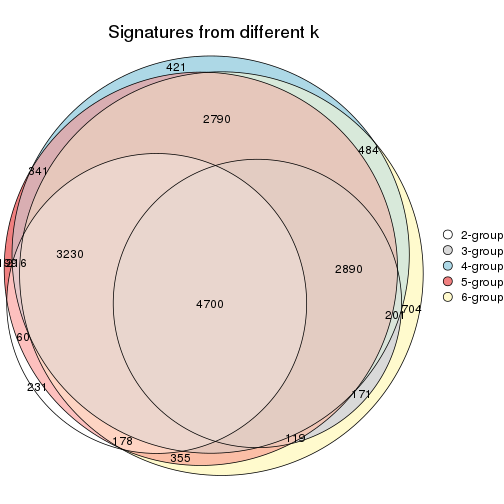 Signatures from different k
421
2790
484
341
3230
2890
4700
201
704
60
231
171
178
119
355
2-group
3-group
4-group
5-group
6-group